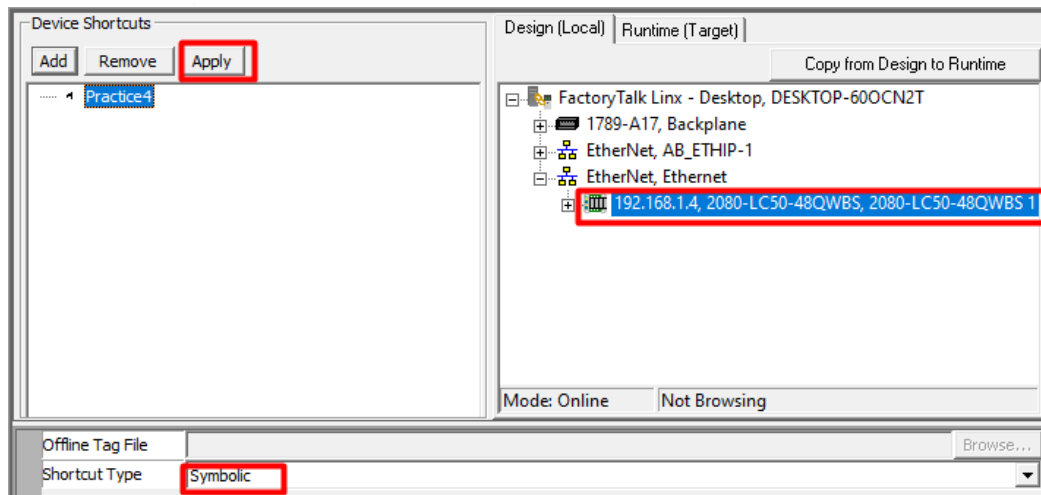 Device Shortcuts
Add Remove Apply
Practice4
Design (Local) Runtime (Target)
Copy from Design to Runtime
FactoryTalk Linx - Desktop, DESKTOP-60OCN2T
1789-A17, Backplane
EtherNet, AB_ETHIP-1
EtherNet, Ethernet
192.168.1.4, 2080-LC50-48QWBS, 2080-LC50-48QWBS 1
Mode: Online Not Browsing
Offline Tag File Browse...
Shortcut Type Symbolic